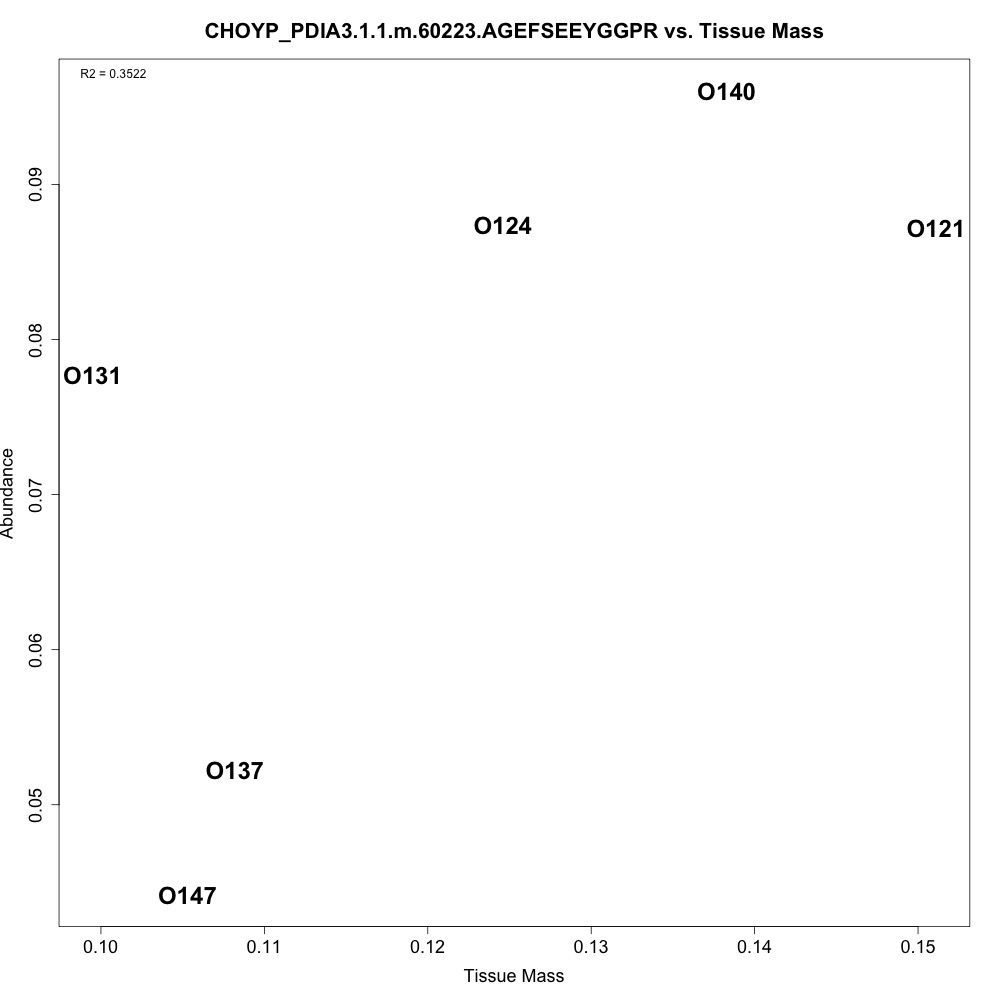 CHOYP_PDIA3.1.1.m.60223.AGEFSEEYGGPR vs. Tissue Mass
R2 = 0.3522
O140
O124
O121
O131
O137
O147
Abundance
0.09
0.08
0.07
0.06
0.05
0.10 0.11 0.12 0.13 0.14 0.15
Tissue Mass